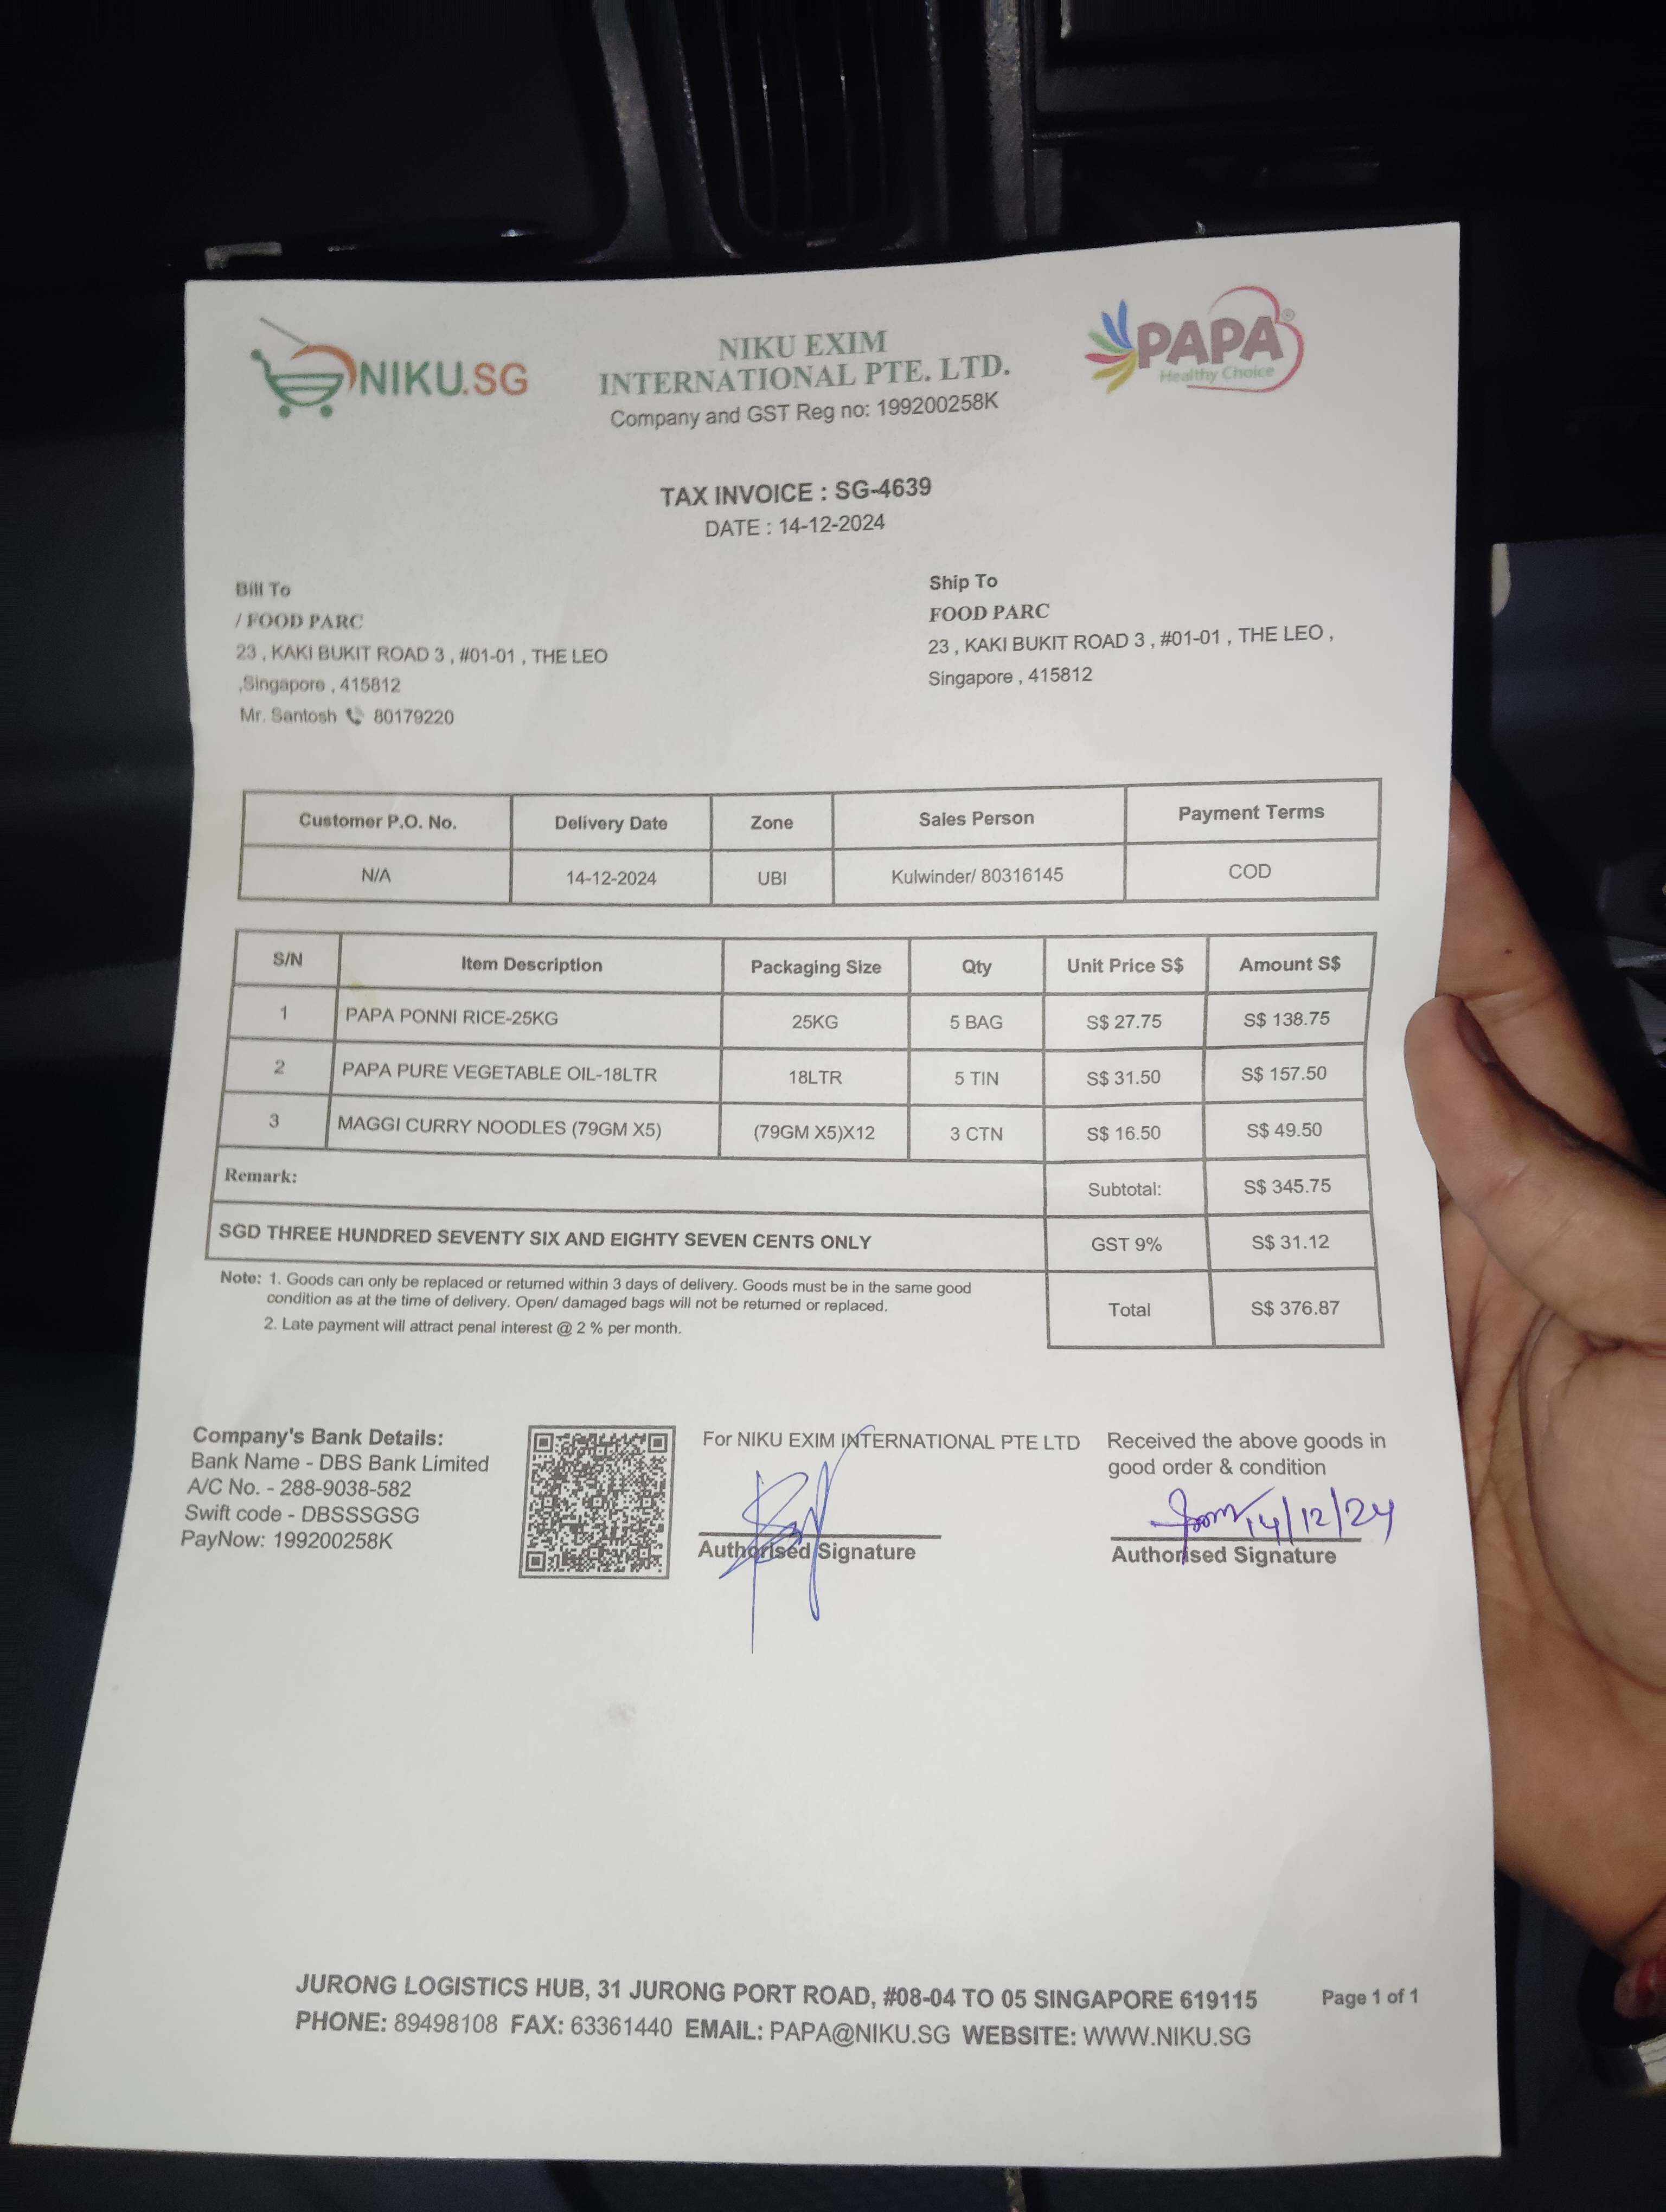 NIKU.SG
NIKU EXIM
INTERNATIONAL PTE. LTD.
Company and GST Reg no: 199200258K
PAPA®
Healthy Choice
TAX INVOICE : SG-4639
DATE : 14-12-2024
Bill To
/ FOOD PARC
23 , KAKI BUKIT ROAD 3 , #01-01 , THE LEO
,Singapore , 415812
Mr. Santosh 80179220
Ship To
FOOD PARC
23 , KAKI BUKIT ROAD 3 , #01-01 , THE LEO ,
Singapore , 415812
Customer P.O. No. Delivery Date Zone Sales Person Payment Terms
N/A 14-12-2024 UBI Kulwinder/ 80316145 COD
S/N Item Description Packaging Size Qty Unit Price S$ Amount S$
1 PAPA PONNI RICE-25KG 25KG 5 BAG S$ 27.75 S$ 138.75
2 PAPA PURE VEGETABLE OIL-18LTR 18LTR 5 TIN S$ 31.50 S$ 157.50
3 MAGGI CURRY NOODLES (79GM X5) (79GM X5)X12 3 CTN S$ 16.50 S$ 49.50
Remark: Subtotal: S$ 345.75
SGD THREE HUNDRED SEVENTY SIX AND EIGHTY SEVEN CENTS ONLY GST 9% S$ 31.12
Total S$ 376.87
Note: 1. Goods can only be replaced or returned within 3 days of delivery. Goods must be in the same good
condition as at the time of delivery. Open/ damaged bags will not be returned or replaced.
2. Late payment will attract penal interest @ 2 % per month.
Company's Bank Details:
Bank Name - DBS Bank Limited
A/C No. - 288-9038-582
Swift code - DBSSSGSG
PayNow: 199200258K
For NIKU EXIM INTERNATIONAL PTE LTD
Authorised Signature
Received the above goods in
good order & condition
14/12/24
Authorised Signature
JURONG LOGISTICS HUB, 31 JURONG PORT ROAD, #08-04 TO 05 SINGAPORE 619115
Page 1 of 1
PHONE: 89498108 FAX: 63361440 EMAIL: PAPA@NIKU.SG WEBSITE: WWW.NIKU.SG